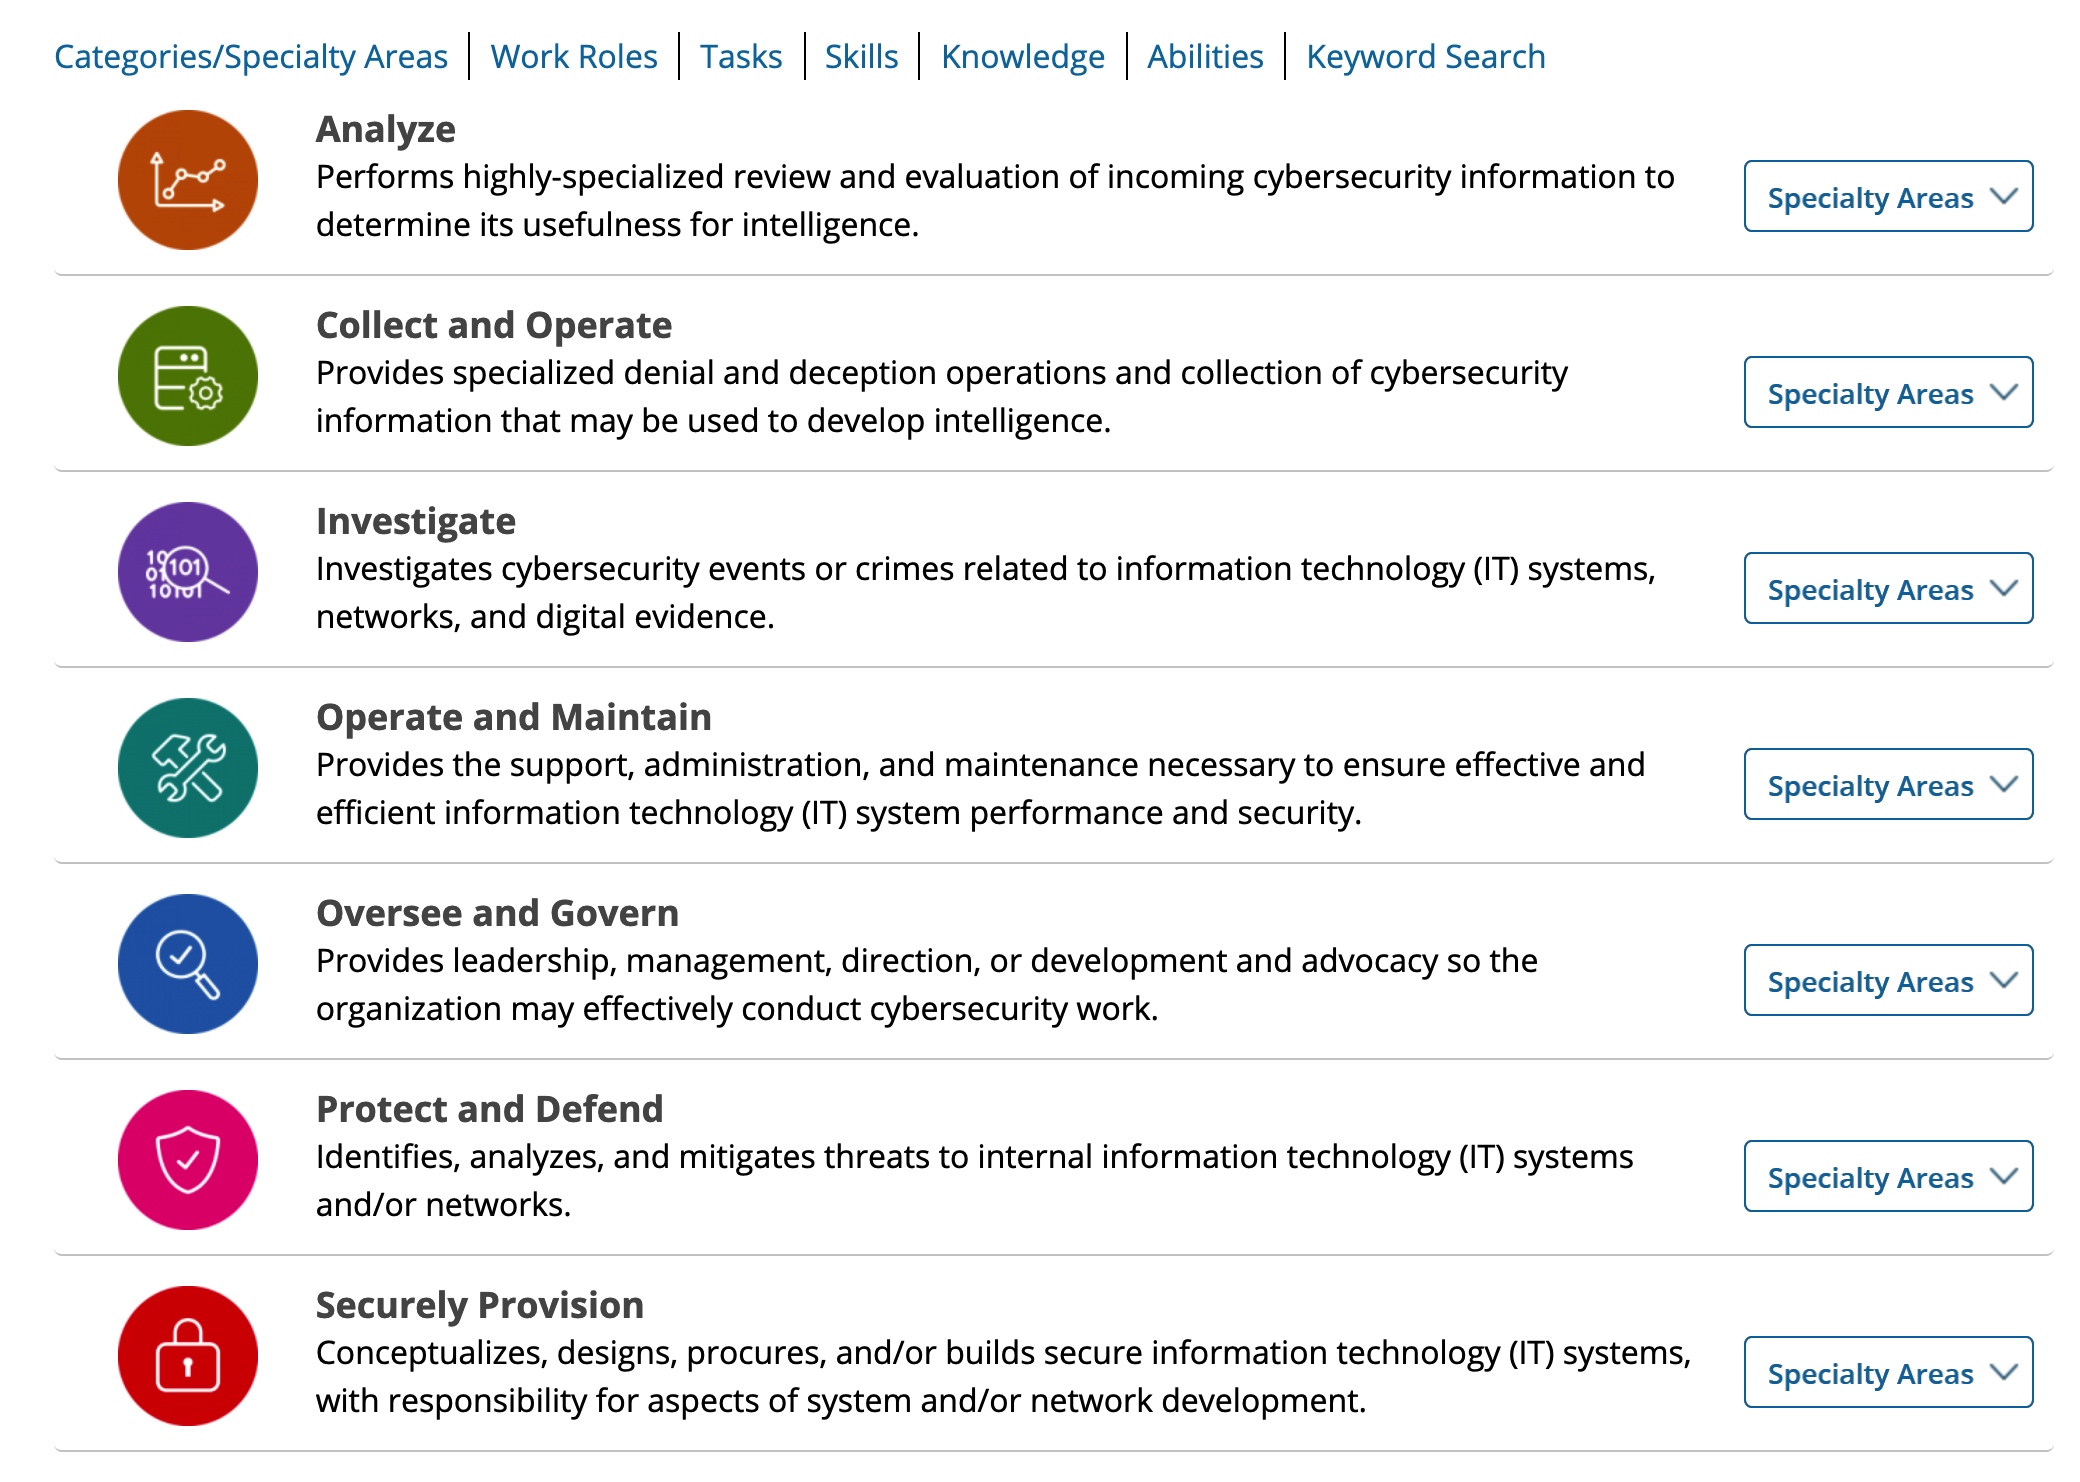 Categories/Specialty Areas | Work Roles | Tasks | Skills | Knowledge | Abilities | Keyword Search
Analyze
Performs highly-specialized review and evaluation of incoming cybersecurity information to
determine its usefulness for intelligence.
Specialty Areas
Collect and Operate
Provides specialized denial and deception operations and collection of cybersecurity
information that may be used to develop intelligence.
Specialty Areas
10
101
01
10101
Investigate
Investigates cybersecurity events or crimes related to information technology (IT) systems,
networks, and digital evidence.
Specialty Areas
Operate and Maintain
Provides the support, administration, and maintenance necessary to ensure effective and
efficient information technology (IT) system performance and security.
Specialty Areas
Oversee and Govern
Provides leadership, management, direction, or development and advocacy so the
organization may effectively conduct cybersecurity work.
Specialty Areas
Protect and Defend
Identifies, analyzes, and mitigates threats to internal information technology (IT) systems
and/or networks.
Specialty Areas
Securely Provision
Conceptualizes, designs, procures, and/or builds secure information technology (IT) systems,
with responsibility for aspects of system and/or network development.
Specialty Areas